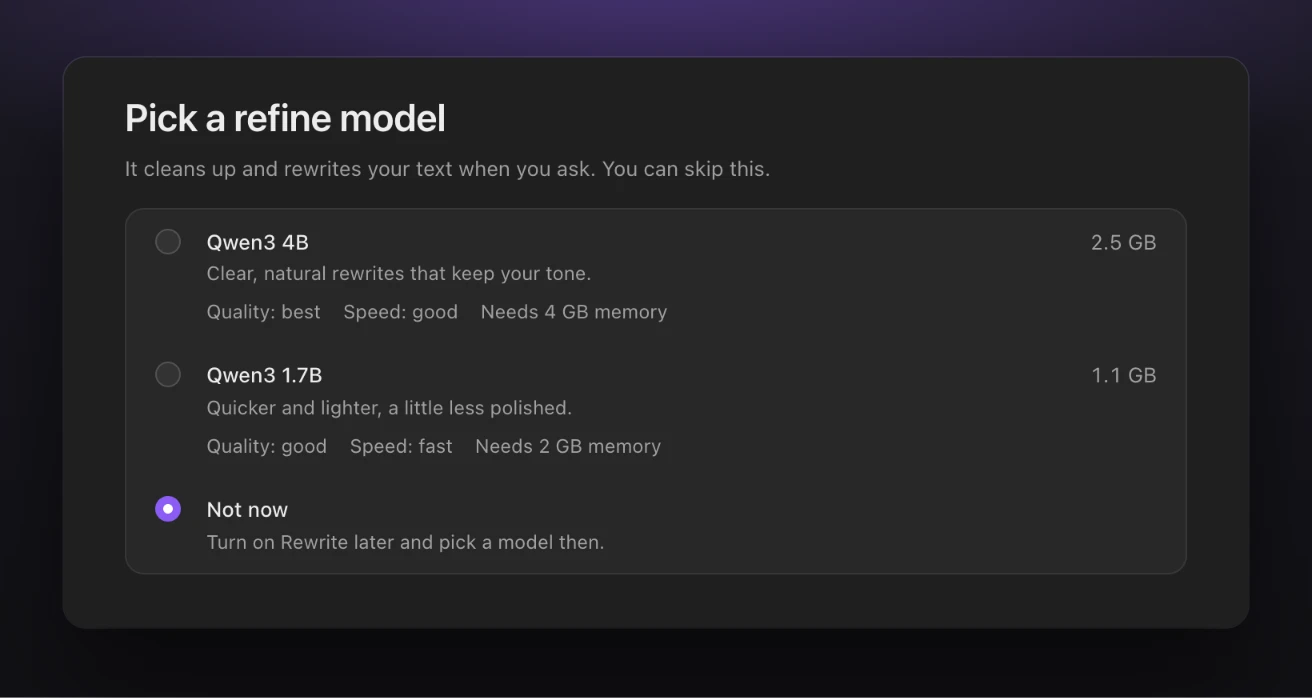 Pick a refine model
It cleans up and rewrites your text when you ask. You can skip this.
Qwen3 4B 2.5 GB
Clear, natural rewrites that keep your tone.
Quality: best Speed: good Needs 4 GB memory
Qwen3 1.7B 1.1 GB
Quicker and lighter, a little less polished.
Quality: good Speed: fast Needs 2 GB memory
Not now
Turn on Rewrite later and pick a model then.